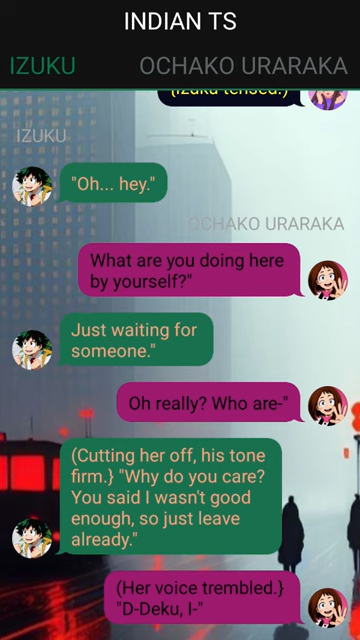 INDIAN TS
IZUKU
OCHAKO URARAKA
(Izuku tensed.)
IZUKU
"Oh... hey."
OCHAKO URARAKA
What are you doing here
by yourself?"
Just waiting for
someone."
Oh really? Who are-"
(Cutting her off, his tone
firm.} "Why do you care?
You said I wasn't good
enough, so just leave
already."
(Her voice trembled.}
"D-Deku, I-"